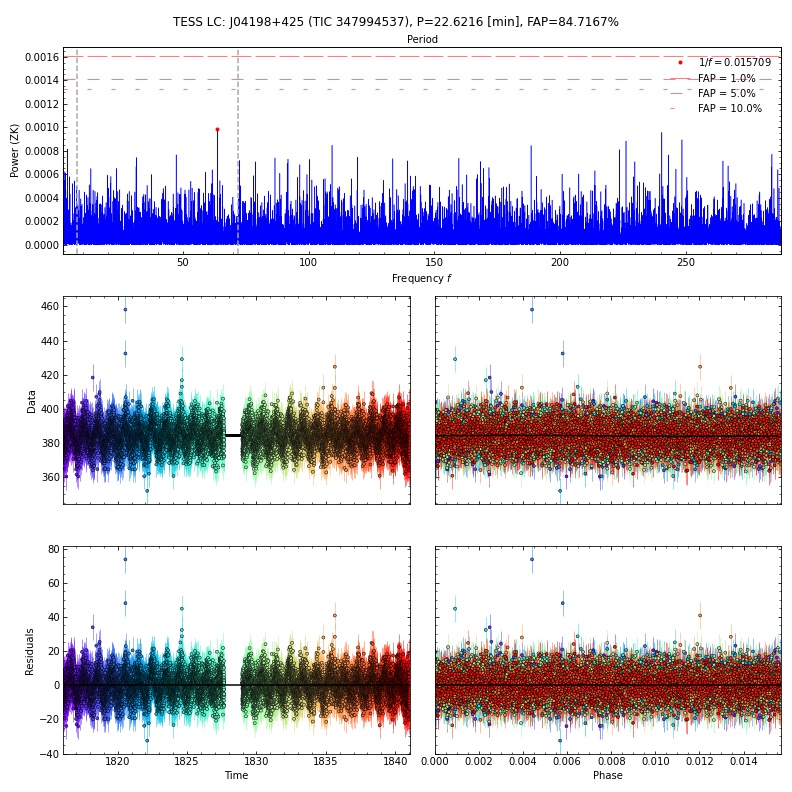 TESS LC: J04198+425 (TIC 347994537), P=22.6216 [min], FAP=84.7167%
Period
Power (ZK)
0.0016
0.0014
0.0012
0.0010
0.0008
0.0006
0.0004
0.0002
0.0000
1/f = 0.015709
FAP = 1.0%
FAP = 5.0%
FAP = 10.0%
50 100 150 200 250
Frequency f
Data
460
440
420
400
380
360
Residuals
80
60
40
20
0
−20
−40
1820 1825 1830 1835 1840
Time
0.000 0.002 0.004 0.006 0.008 0.010 0.012 0.014
Phase